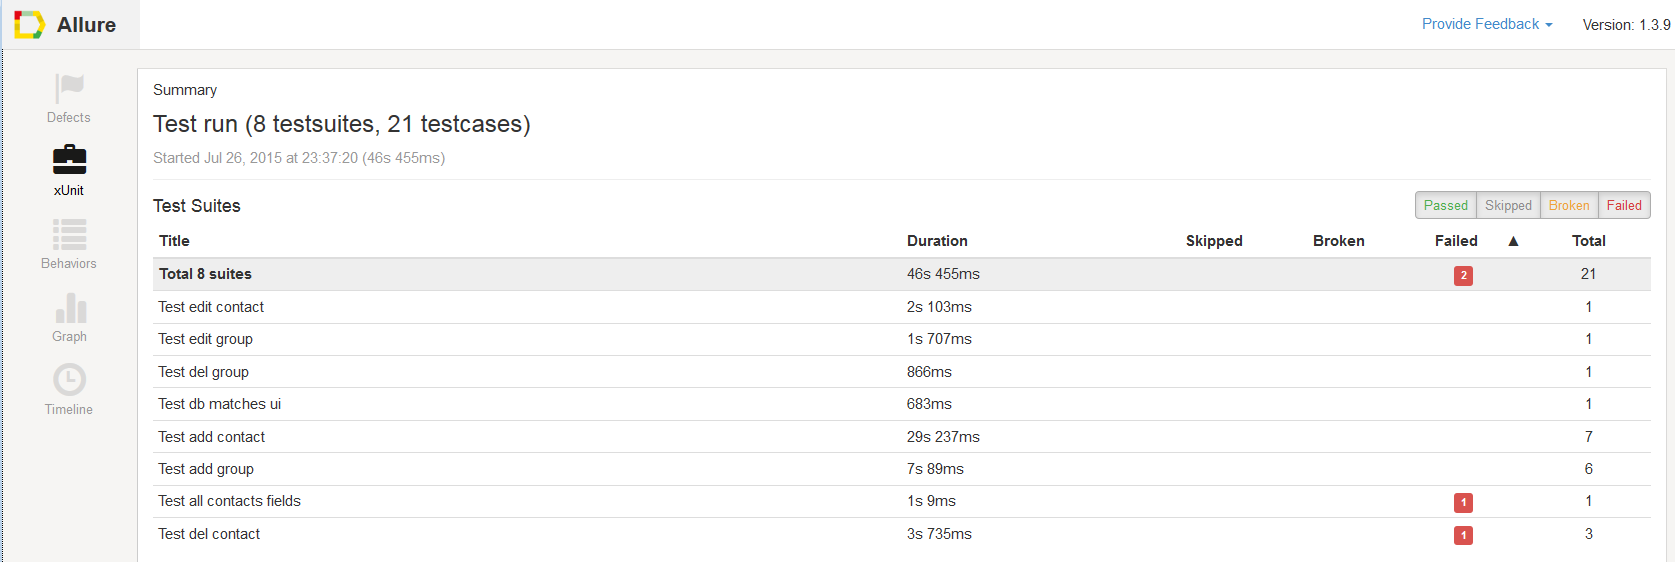 Allure
Provide Feedback
Version: 1.3.9
Defects
xUnit
Behaviors
Graph
Timeline
Summary
Test run (8 testsuites, 21 testcases)
Started Jul 26, 2015 at 23:37:20 (46s 455ms)
Test Suites
Passed Skipped Broken Failed
Title Duration Skipped Broken Failed ▲ Total
Total 8 suites 46s 455ms 2 21
Test edit contact 2s 103ms 1
Test edit group 1s 707ms 1
Test del group 866ms 1
Test db matches ui 683ms 1
Test add contact 29s 237ms 7
Test add group 7s 89ms 6
Test all contacts fields 1s 9ms 1 1
Test del contact 3s 735ms 1 3